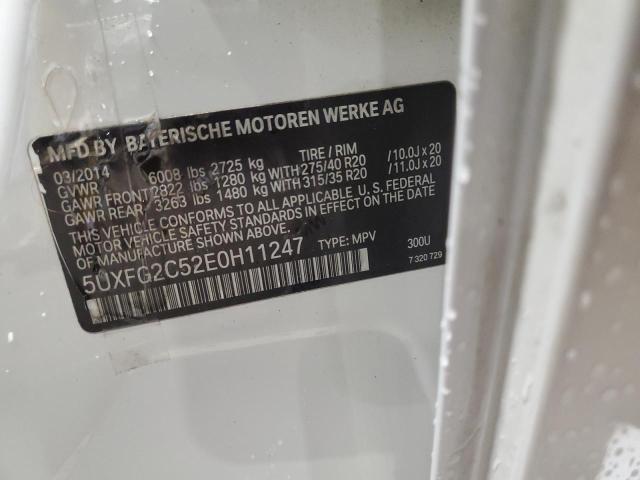 MFD BY BAYERISCHE MOTOREN WERKE AG
03/2014 TIRE / RIM
GVWR 6008 lbs 2725 kg
GAWR FRONT 2822 lbs 1280 kg WITH 275/40 R20 /10.0J x 20
GAWR REAR 3263 lbs 1480 kg WITH 315/35 R20 /11.0J x 20
THIS VEHICLE CONFORMS TO ALL APPLICABLE U.S. FEDERAL
MOTOR VEHICLE SAFETY STANDARDS IN EFFECT ON THE DATE
OF MANUFACTURE SHOWN ABOVE.
5UXFG2C52E0H11247 TYPE: MPV 300U
7 320 729